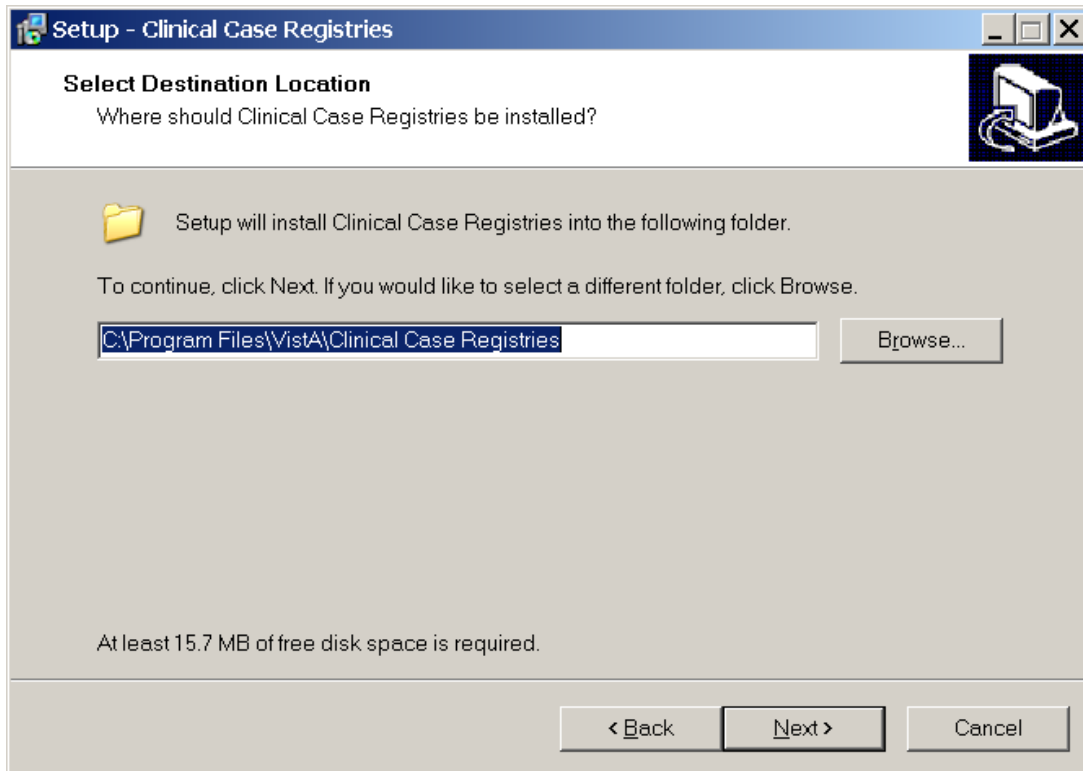 Setup - Clinical Case Registries
Select Destination Location
Where should Clinical Case Registries be installed?
Setup will install Clinical Case Registries into the following folder.
To continue, click Next. If you would like to select a different folder, click Browse.
C:\Program Files\VistA\Clinical Case Registries
Browse...
At least 15.7 MB of free disk space is required.
< Back
Next >
Cancel